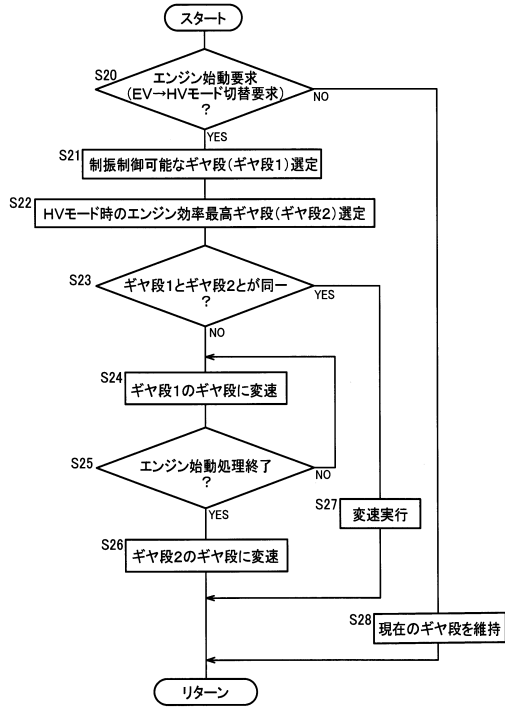 スタート
S20
エンジン始動要求
(EV→HVモード切替要求)
?
NO
YES
S21
制振制御可能なギヤ段(ギヤ段1)選定
S22
HVモード時のエンジン効率最高ギヤ段(ギヤ段2)選定
S23
ギヤ段1とギヤ段2とが同一
?
YES
NO
S24
ギヤ段1のギヤ段に変速
S25
エンジン始動処理終了
?
NO
YES
S27
変速実行
S26
ギヤ段2のギヤ段に変速
S28
現在のギヤ段を維持
リターン